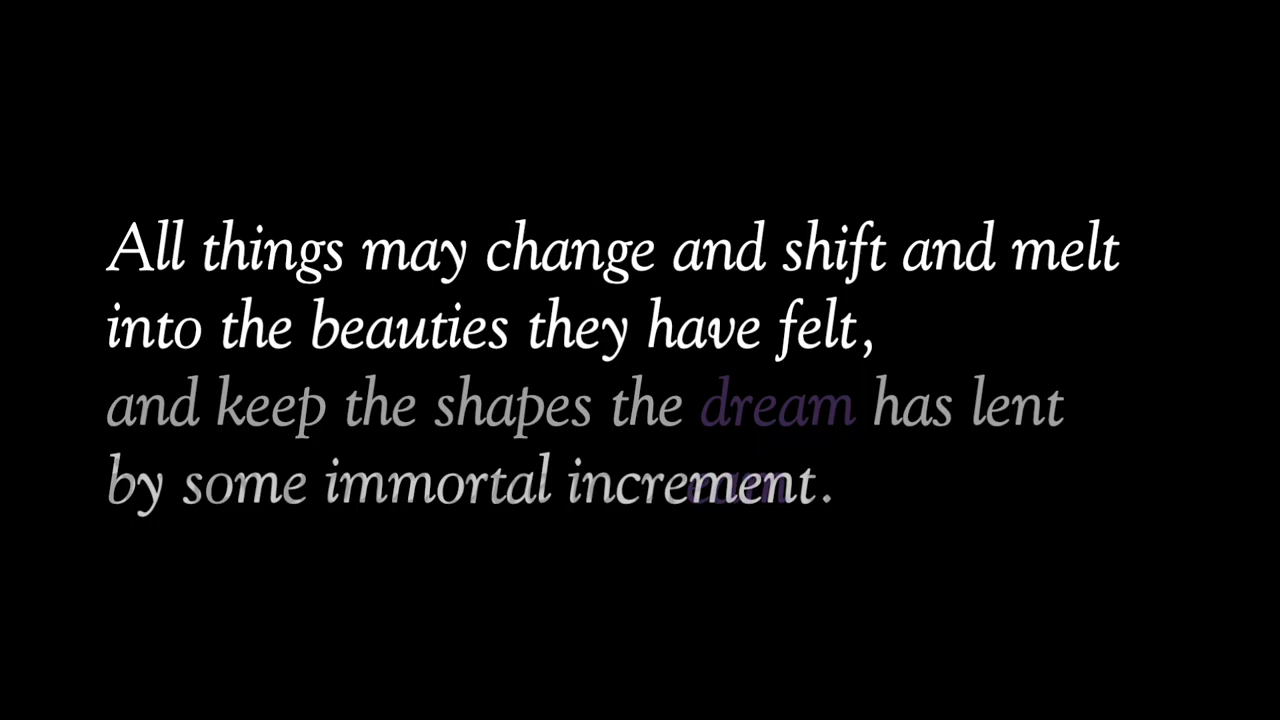 All things may change and shift and melt
into the beauties they have felt,
and keep the shapes the dream has lent
by some immortal increment.